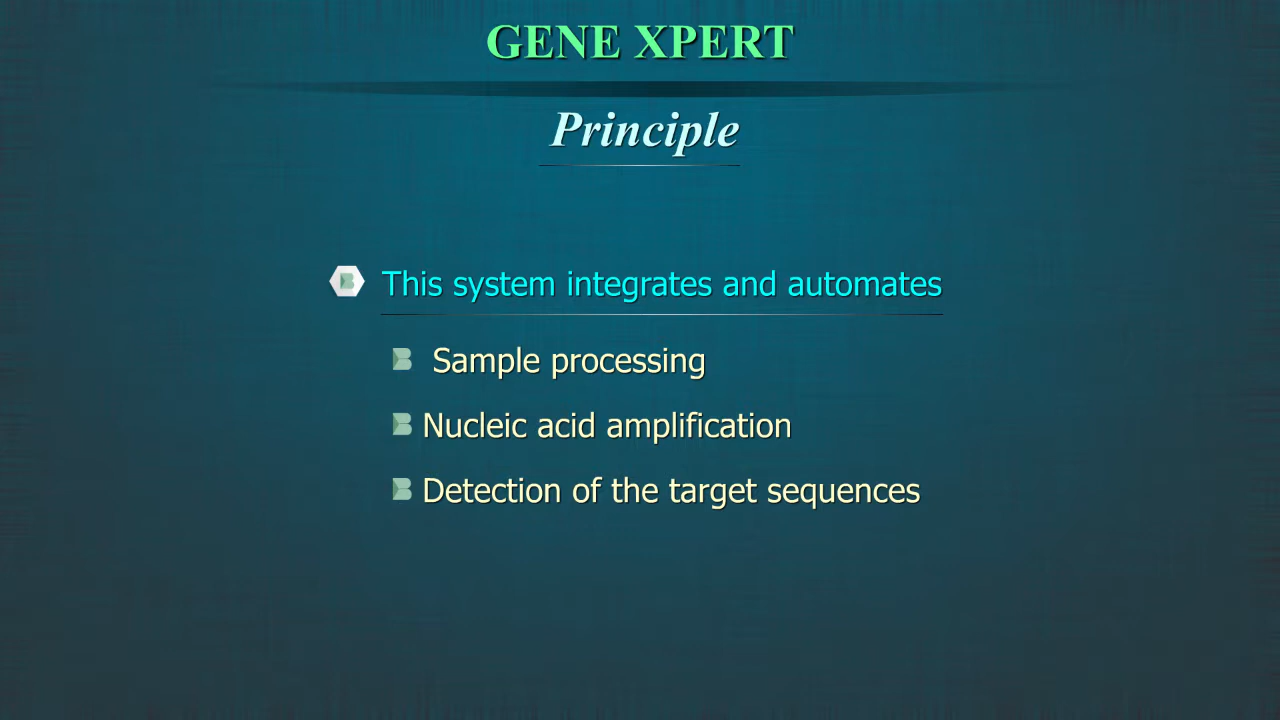 GENE XPERT
Principle
This system integrates and automates
Sample processing
Nucleic acid amplification
Detection of the target sequences